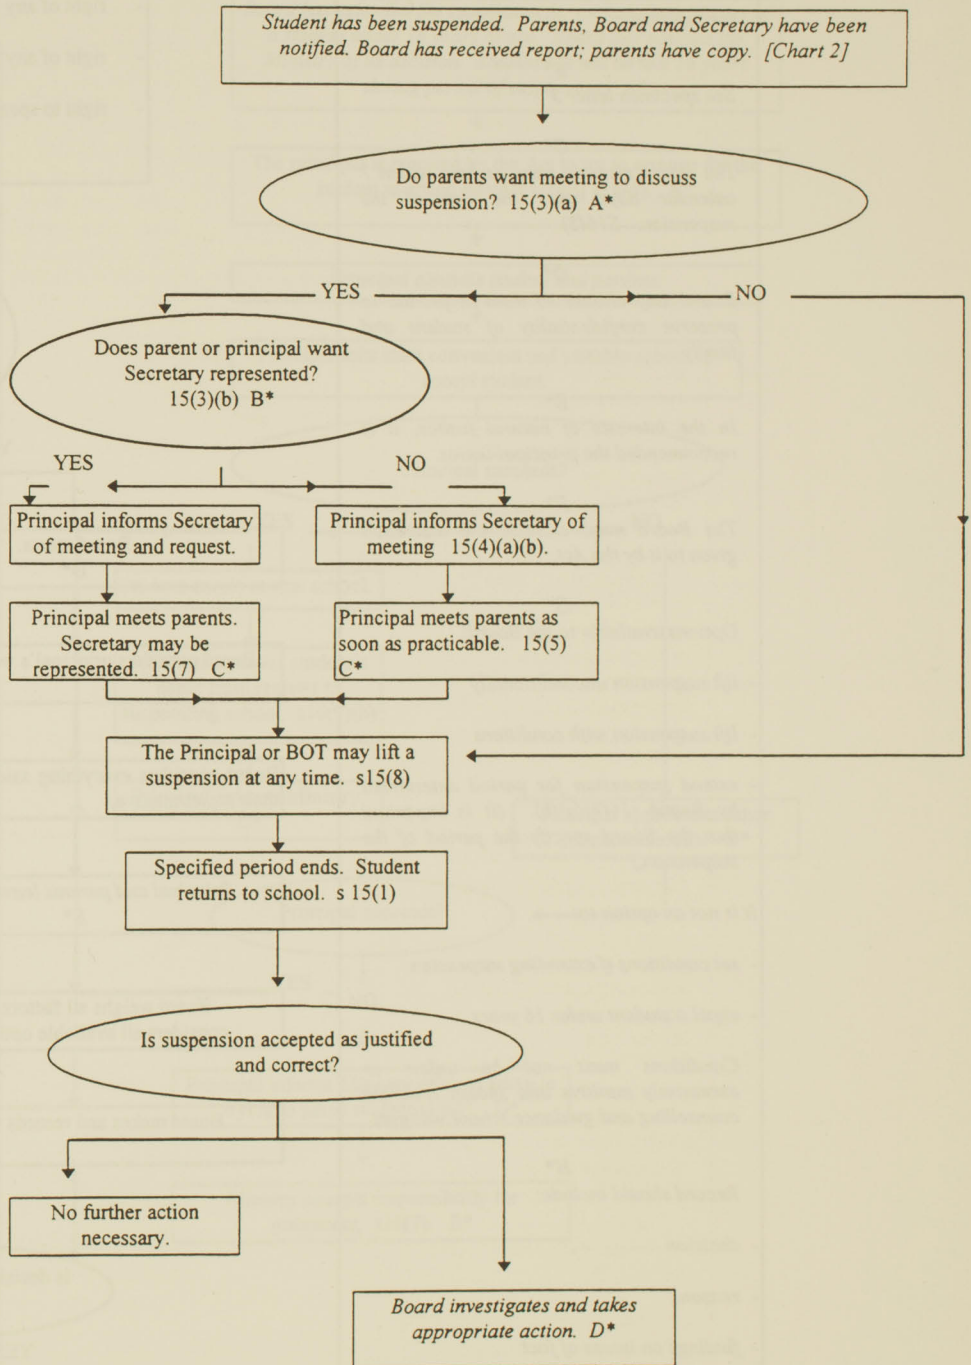 Student has been suspended. Parents, Board and Secretary have been
notified. Board has received report; parents have copy. [Chart 2]
Do parents want meeting to discuss
suspension? 15(3)(a) A*
YES
NO
Does parent or principal want
Secretary represented?
15(3)(b) B*
YES
NO
Principal informs Secretary
of meeting and request.
Principal informs Secretary of
meeting 15(4)(a)(b).
Principal meets parents.
Secretary may be
represented. 15(7) C*
Principal meets parents as
soon as practicable. 15(5)
C*
The Principal or BOT may lift a
suspension at any time. s15(8)
Specified period ends. Student
returns to school. s 15(1)
Is suspension accepted as justified
and correct?
No further action
necessary.
Board investigates and takes
appropriate action. D*